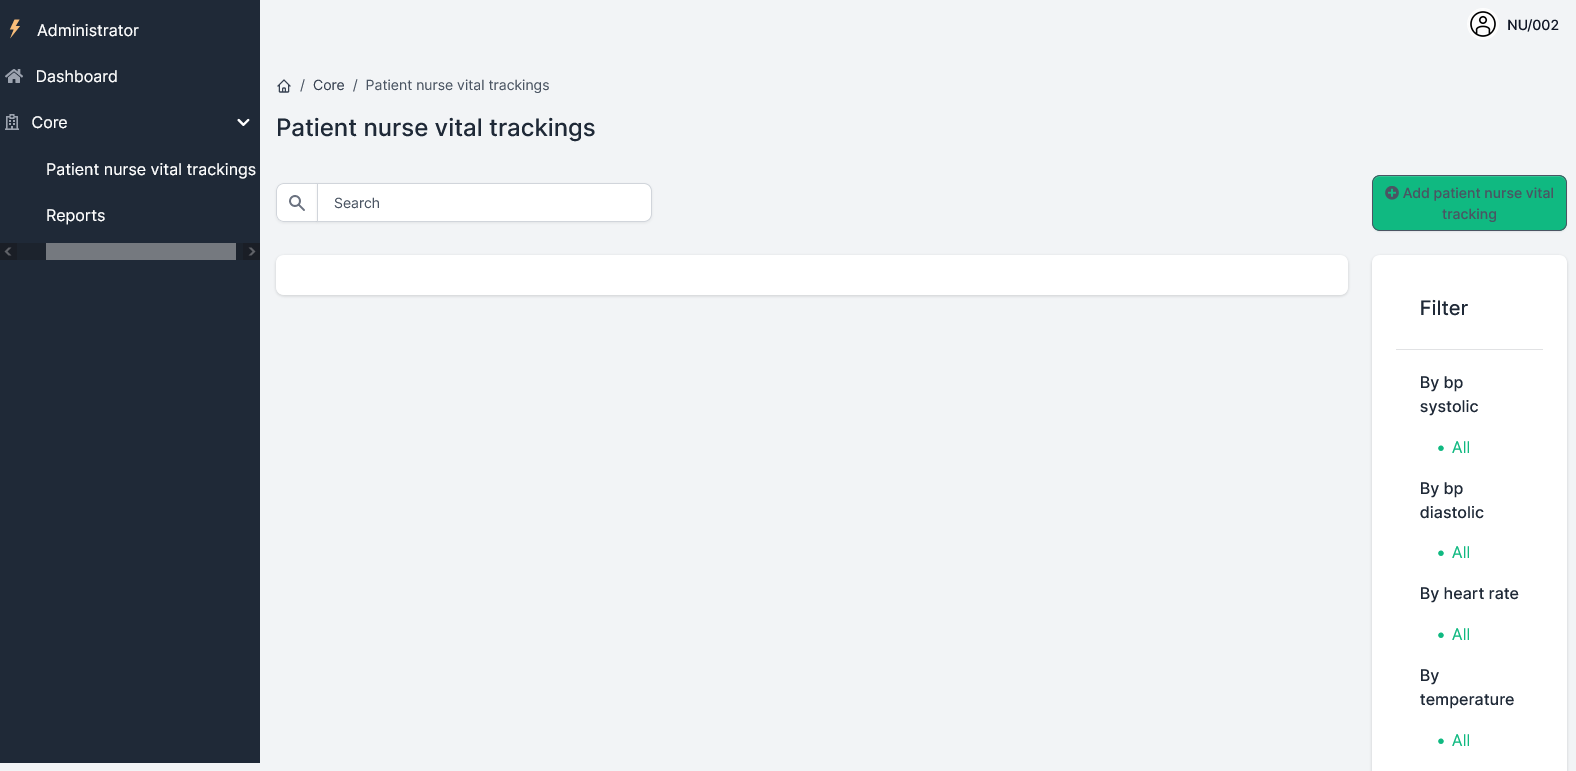 Administrator
Dashboard
Core
Patient nurse vital trackings
Reports
NU/002
/ Core / Patient nurse vital trackings
Patient nurse vital trackings
Search
Add patient nurse vital
tracking
Filter
By bp
systolic
• All
By bp
diastolic
• All
By heart rate
• All
By
temperature
• All